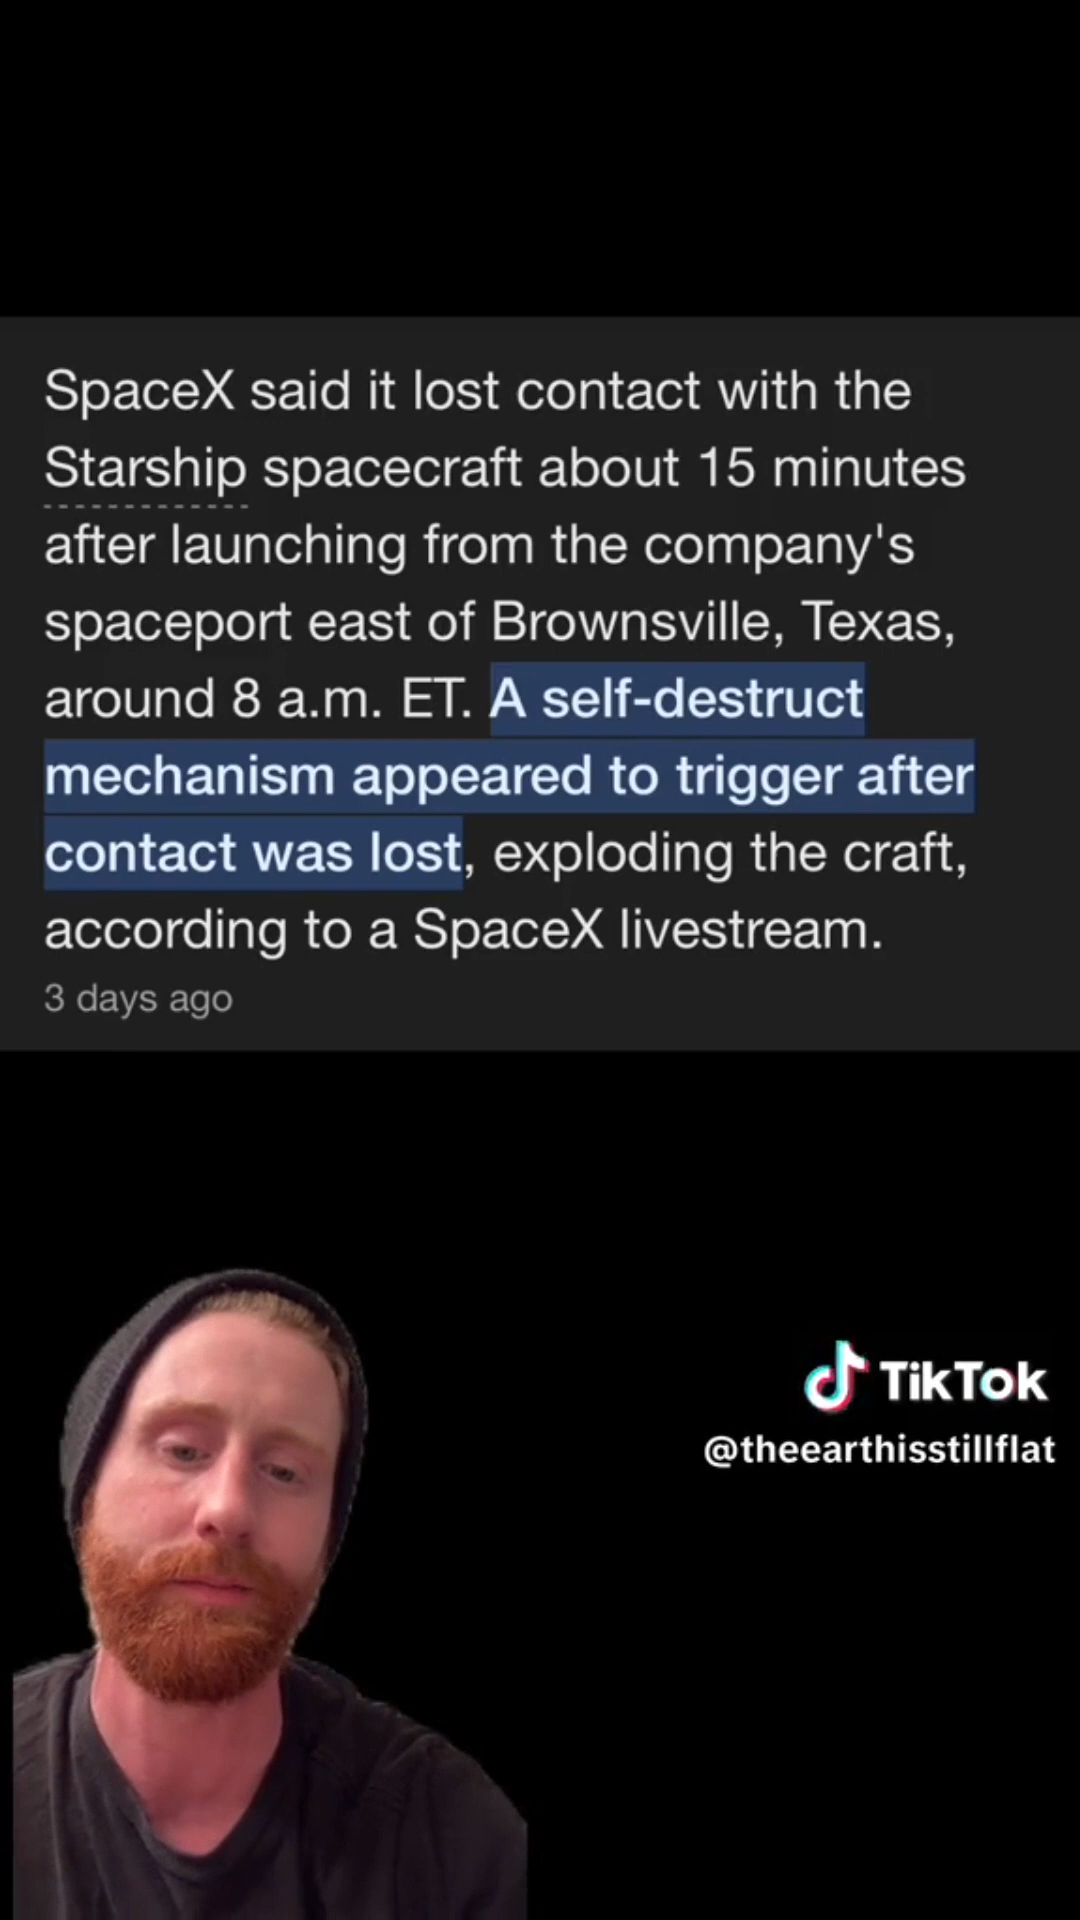 SpaceX said it lost contact with the
Starship spacecraft about 15 minutes
after launching from the company's
spaceport east of Brownsville, Texas,
around 8 a.m. ET. A self-destruct
mechanism appeared to trigger after
contact was lost, exploding the craft,
according to a SpaceX livestream.
3 days ago
TikTok
@theearthisstillflat